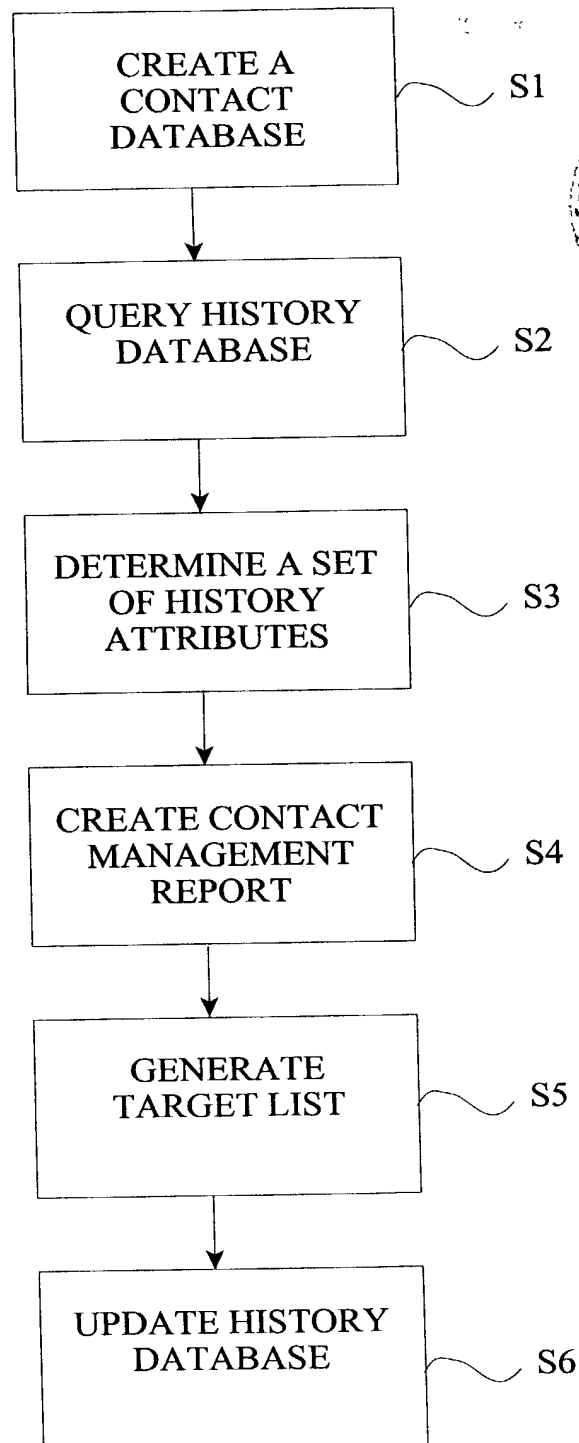 CREATE A
CONTACT
DATABASE
S1
QUERY HISTORY
DATABASE
S2
DETERMINE A SET
OF HISTORY
ATTRIBUTES
S3
CREATE CONTACT
MANAGEMENT
REPORT
S4
GENERATE
TARGET LIST
S5
UPDATE HISTORY
DATABASE
S6